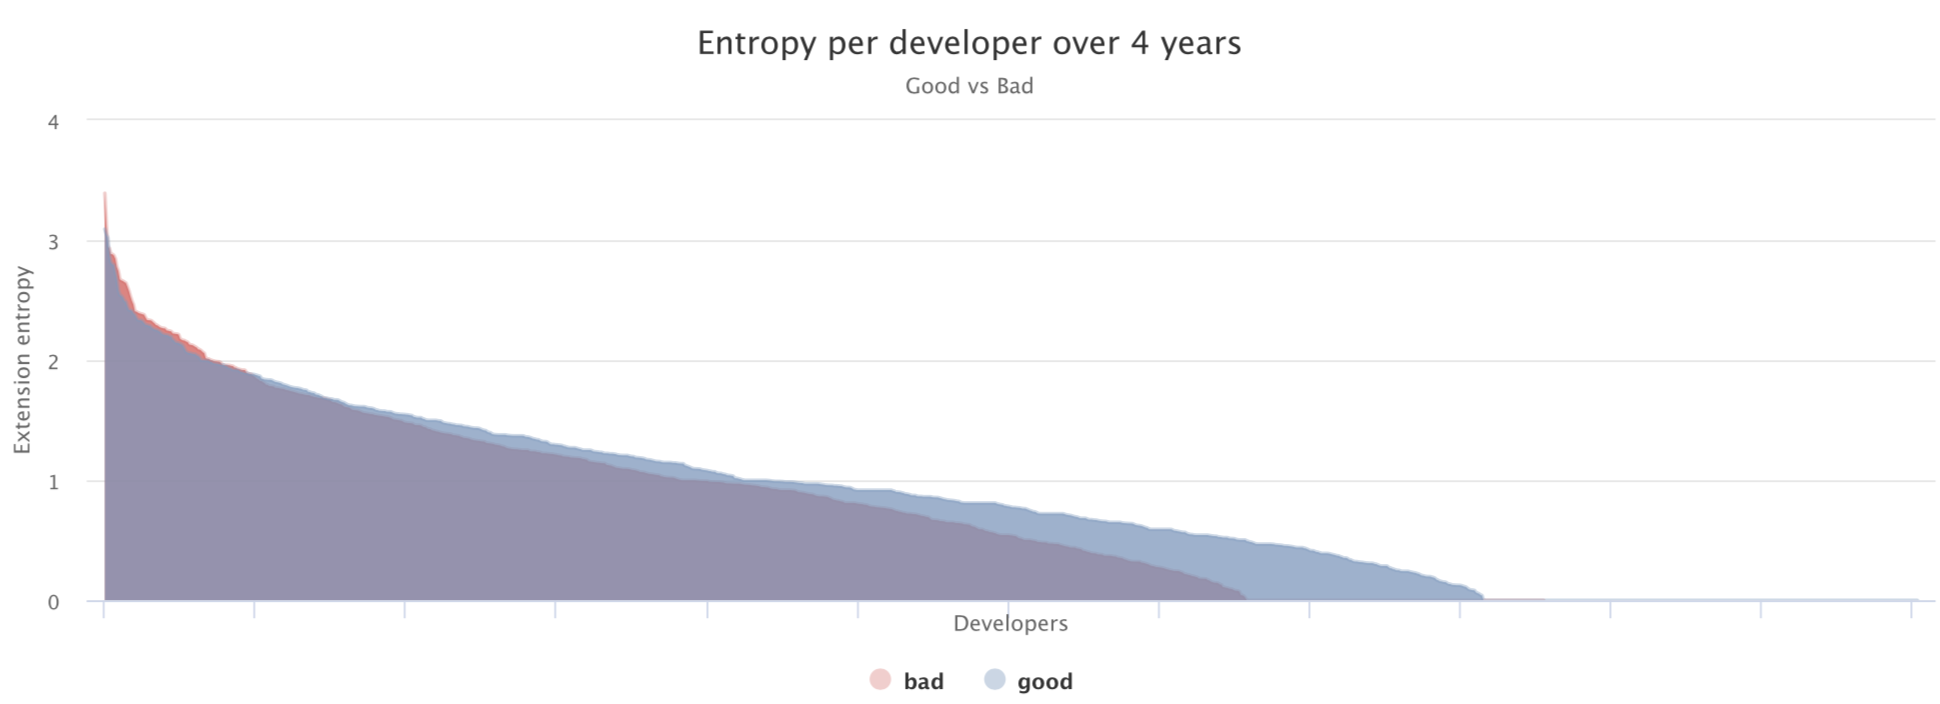 Entropy per developer over 4 years
Good vs Bad
4
3
2
1
0
Extension entropy
Developers
bad
good